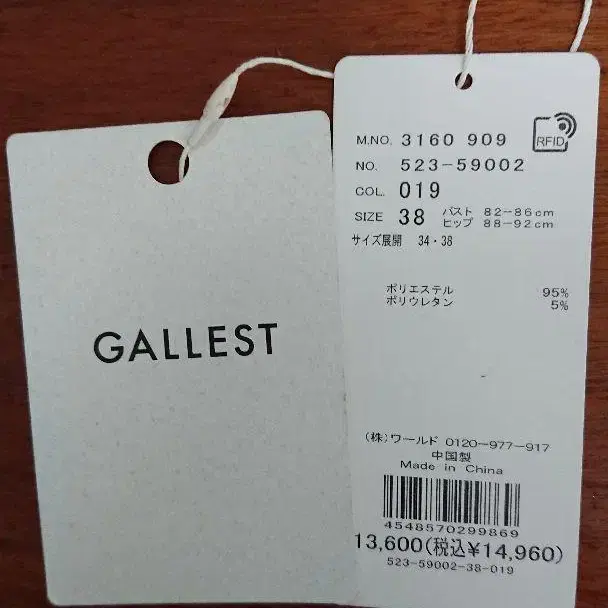 GALLEST
M.NO. 3160 909
RFID
NO. 523-59002
COL. 019
SIZE 38 バスト 82-86cm
ヒップ 88-92cm
サイズ展開 34・38
ポリエステル 95%
ポリウレタン 5%
(株)ワールド 0120-977-917
中国製
Made in China
4548570299869
13,600(税込¥14,960)
523-59002-38-019